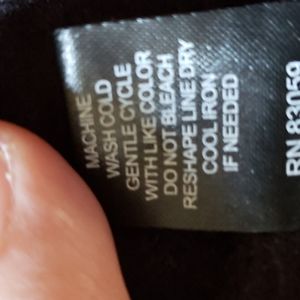 MACHINE
WASH COLD
GENTLE CYCLE
WITH LIKE COLOR
DO NOT BLEACH
RESHAPE LINE DRY
COOL IRON
IF NEEDED
RN 83059